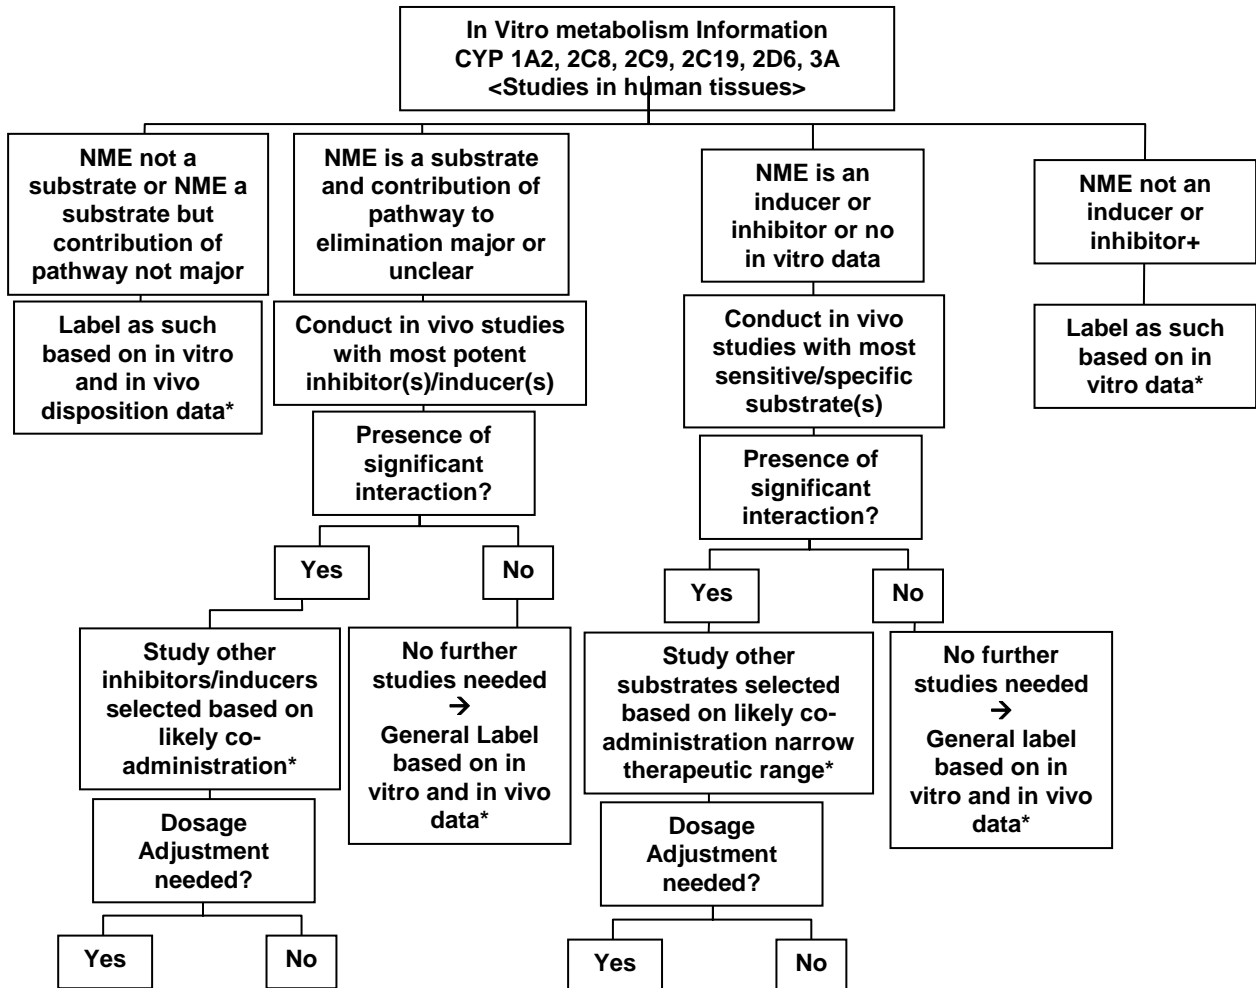 In Vitro metabolism Information
CYP 1A2, 2C8, 2C9, 2C19, 2D6, 3A
<Studies in human tissues>
NME not a
substrate or NME a
substrate but
contribution of
pathway not major
NME is a substrate
and contribution of
pathway to
elimination major or
unclear
NME is an
inducer or
inhibitor or no
in vitro data
NME not an
inducer or
inhibitor+
Label as such
based on in vitro
and in vivo
disposition data*
Conduct in vivo studies
with most potent
inhibitor(s)/inducer(s)
Conduct in vivo
studies with most
sensitive/specific
substrate(s)
Label as such
based on in
vitro data*
Presence of
significant
interaction?
Presence of
significant
interaction?
Yes
No
Yes
No
Study other
inhibitors/inducers
selected based on
likely co-
administration*
No further
studies needed
→
General Label
based on in
vitro and in vivo
data*
Study other
substrates selected
based on likely co-
administration narrow
therapeutic range*
No further
studies needed
→
General label
based on in
vitro and in vivo
data*
Dosage
Adjustment
needed?
Dosage
Adjustment
needed?
Yes
No
Yes
No